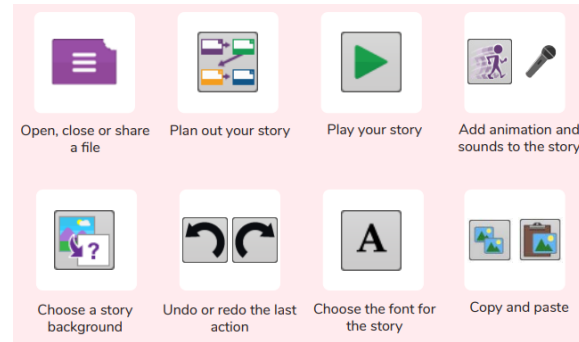 Open, close or share
a file
Plan out your story
Play your story
Add animation and
sounds to the story
?
Choose a story
background
Undo or redo the last
action
A
Choose the font for
the story
Copy and paste